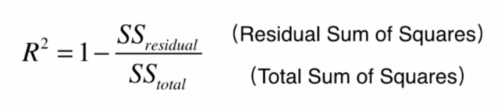 R² = 1 - SS_residual / SS_total
(Residual Sum of Squares)
(Total Sum of Squares)